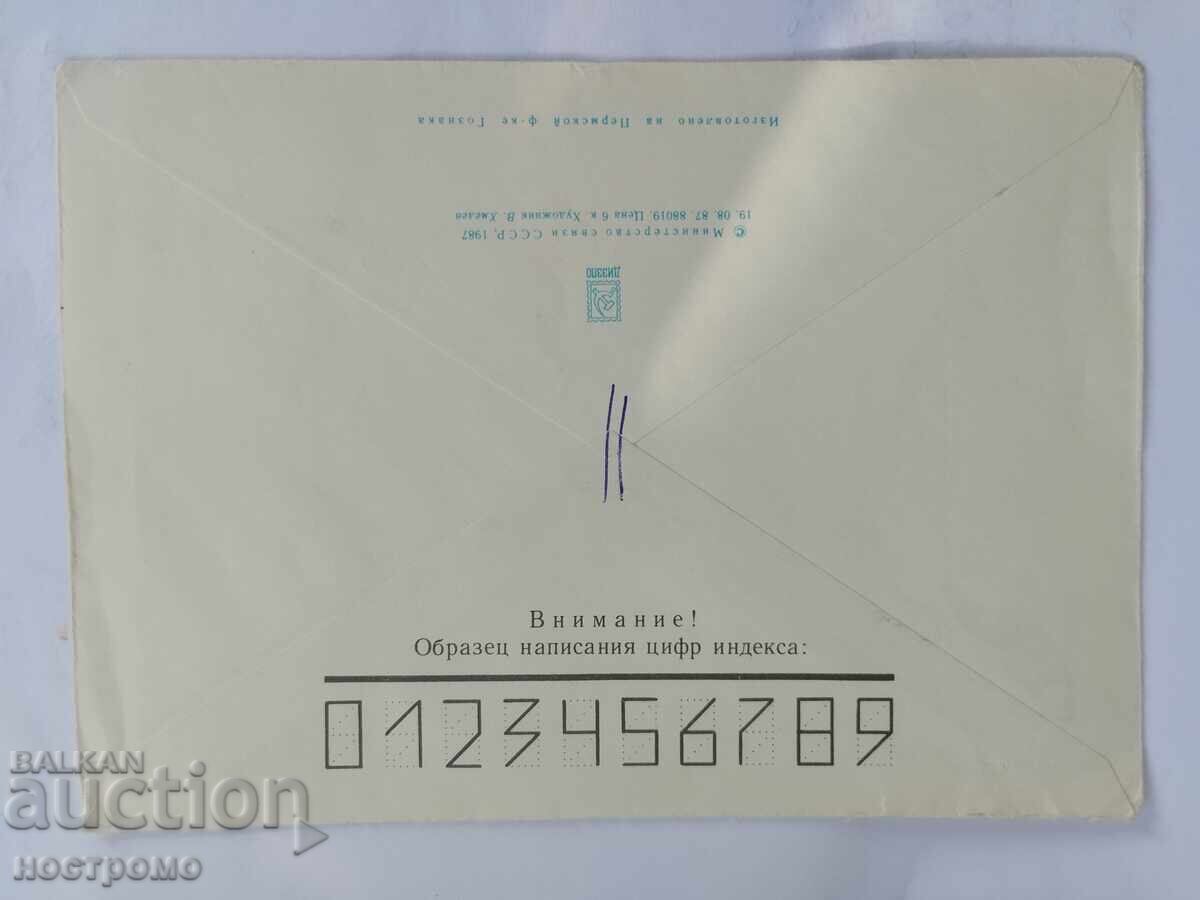 Изготовлено на Пермской ф-ке Гознака
19. 08. 87. 88019. Цена 6 к. Художник В. Хмелев
© Министерство связи СССР, 1987
ДИЭЗПО
Внимание!
Образец написания цифр индекса:
0123456789
BALKAN
auction
ностромо